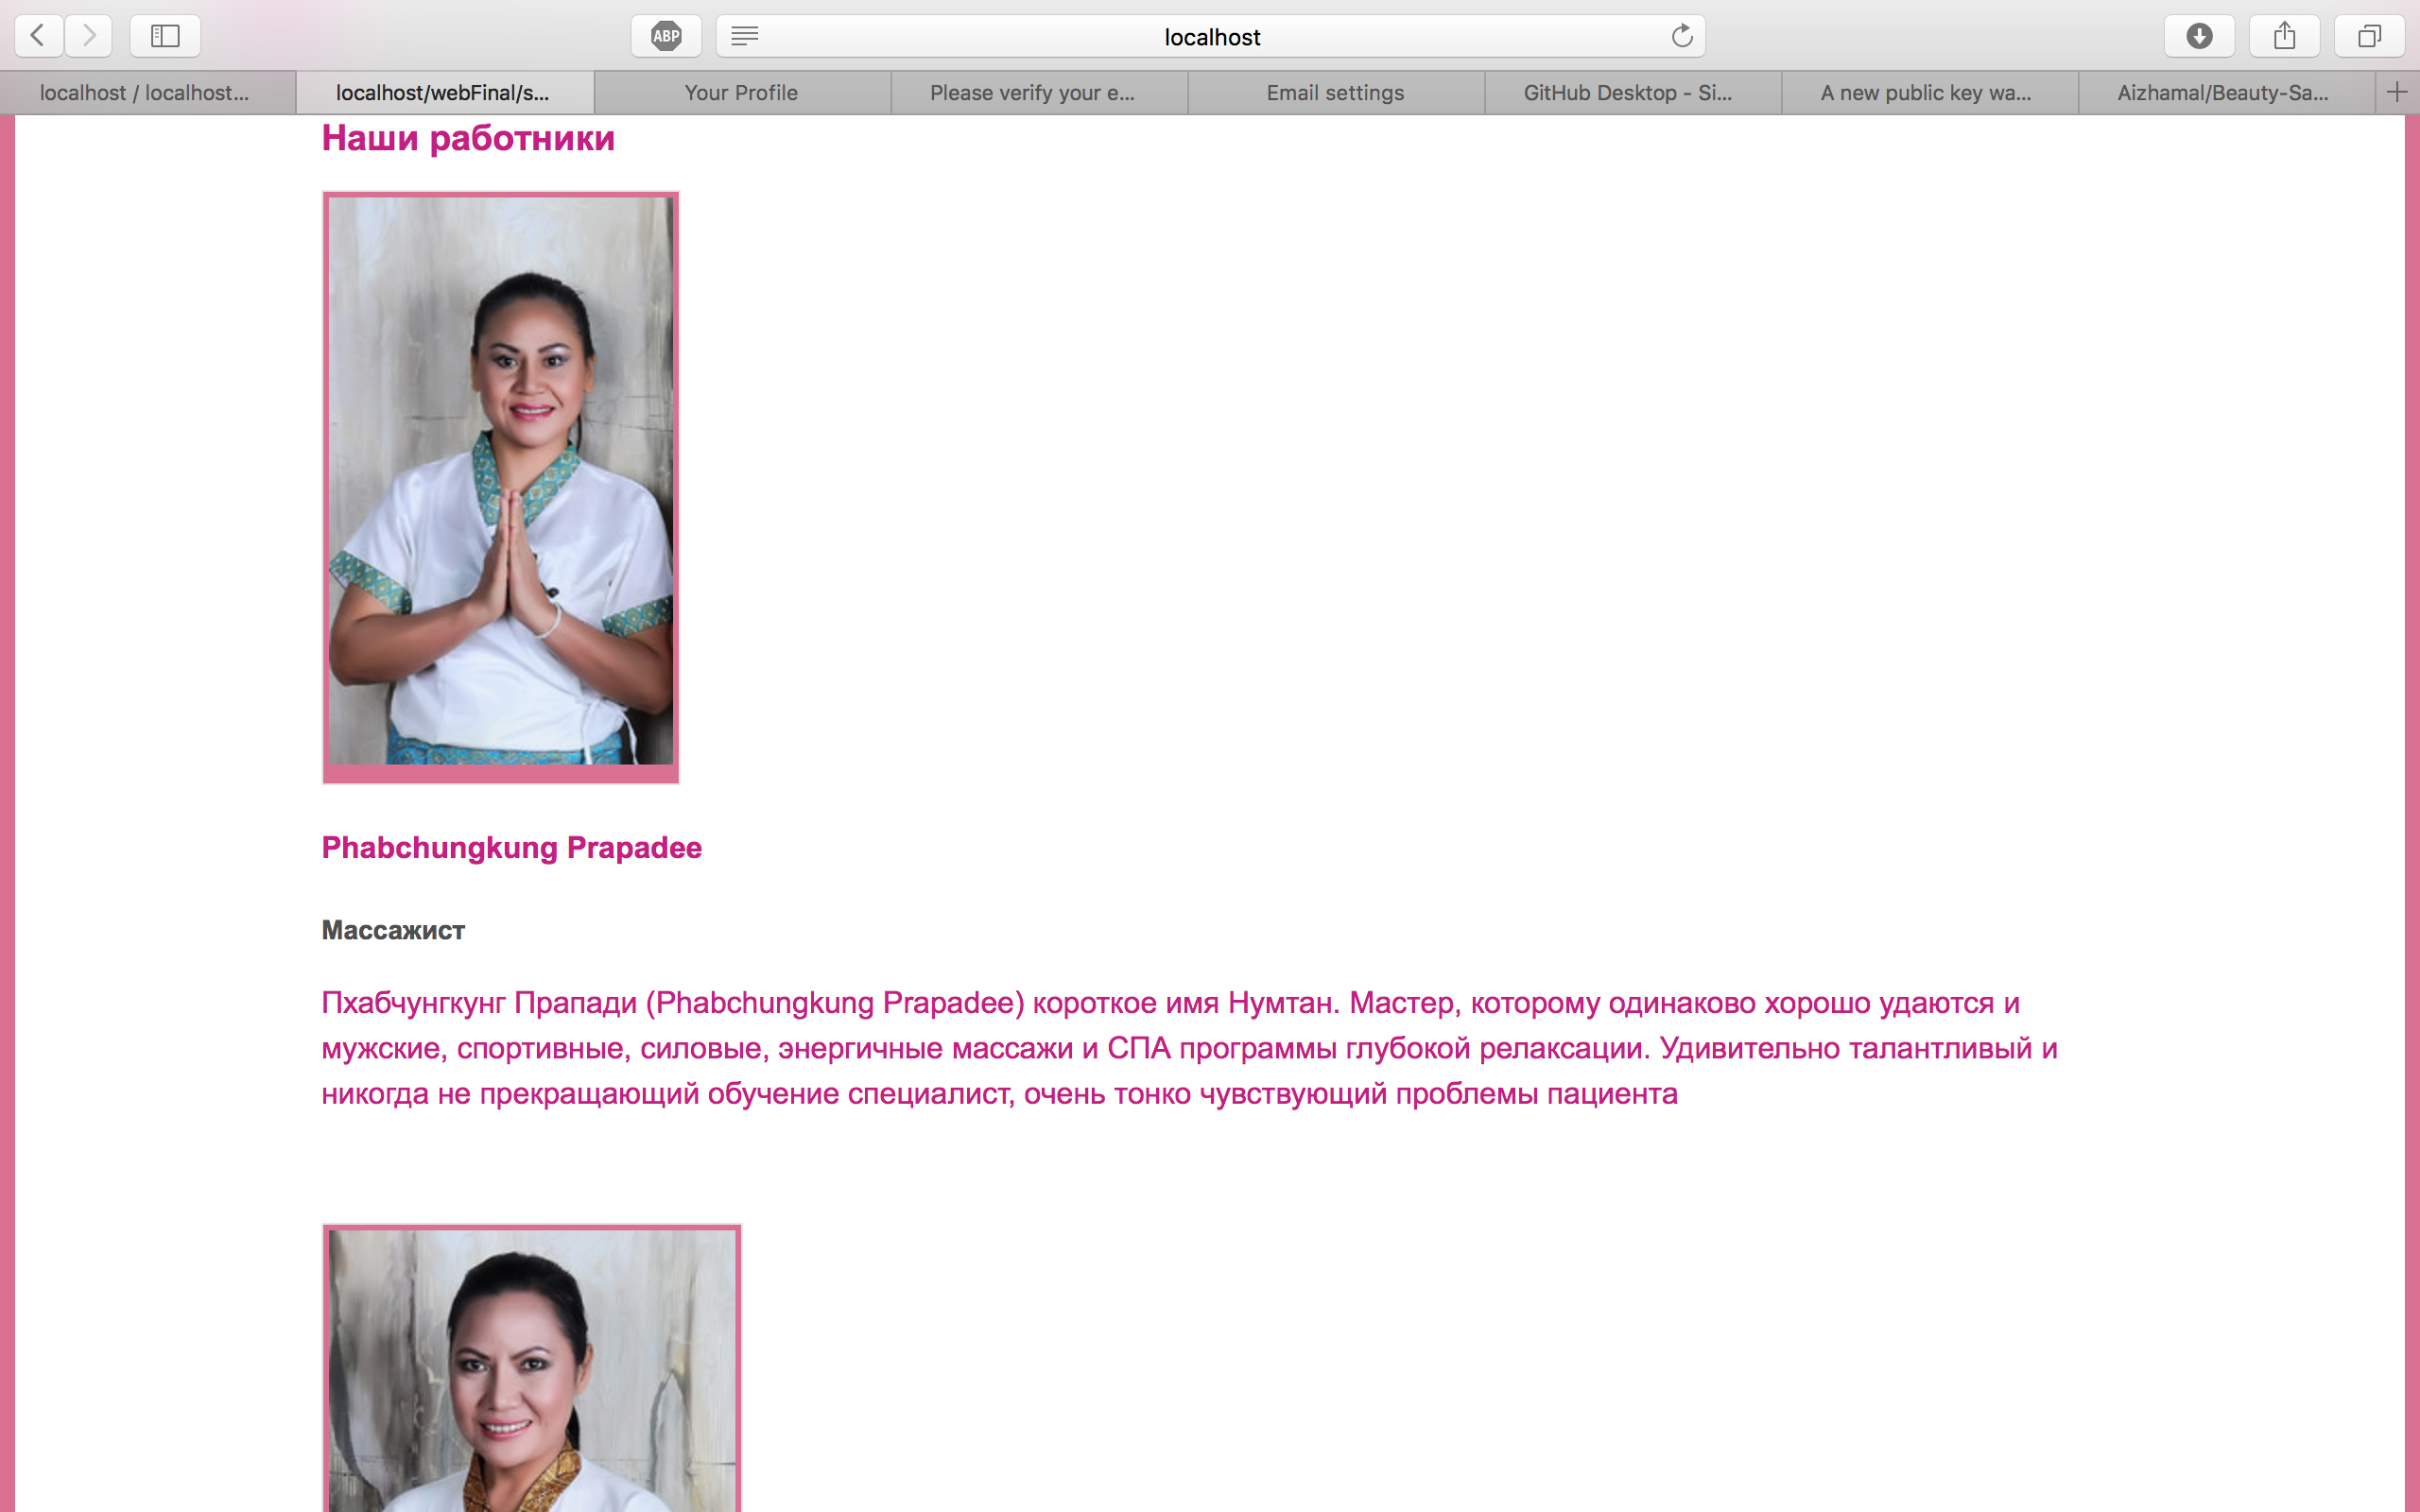 ABP
localhost
localhost / localhost...
localhost/webFinal/s...
Your Profile
Please verify your e...
Email settings
GitHub Desktop - Si...
A new public key wa...
Aizhamal/Beauty-Sa...
Наши работники
Phabchungkung Prapadee
Массажист
Пхабчунгкунг Прапади (Phabchungkung Prapadee) короткое имя Нумтан. Мастер, которому одинаково хорошо удаются и
мужские, спортивные, силовые, энергичные массажи и СПА программы глубокой релаксации. Удивительно талантливый и
никогда не прекращающий обучение специалист, очень тонко чувствующий проблемы пациента